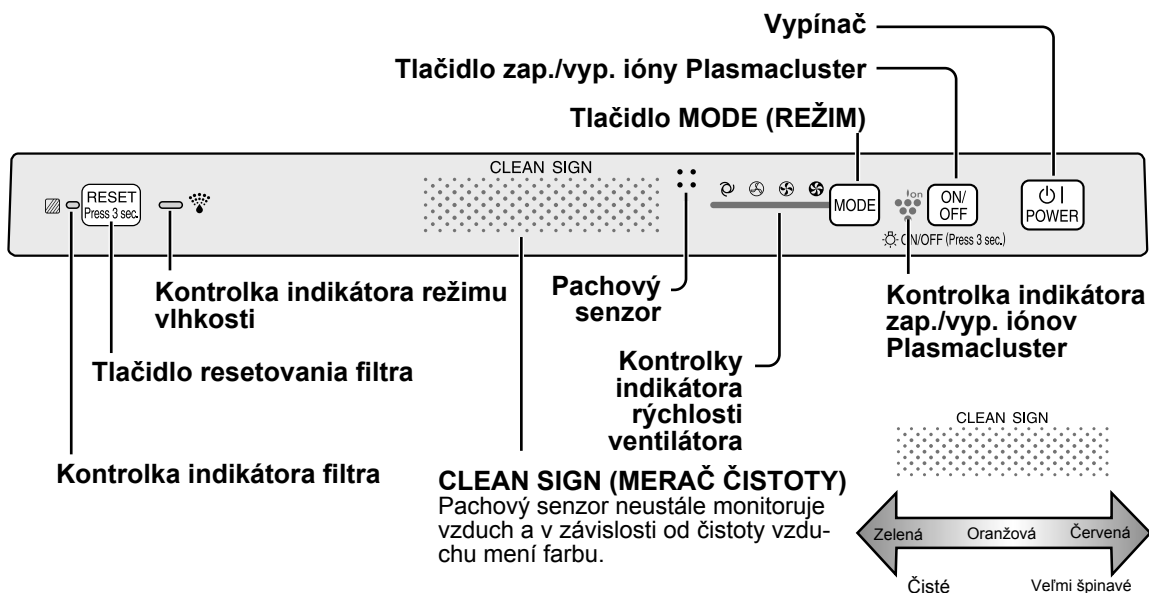 Vypínač
Tlačidlo zap./vyp. ióny Plasmacluster
Tlačidlo MODE (REŽIM)
RESET
Press 3 sec.
CLEAN SIGN
MODE
Ion
ON/
OFF
ON/OFF (Press 3 sec.)
POWER
Kontrolka indikátora režimu
vlhkosti
Tlačidlo resetovania filtra
Kontrolka indikátora filtra
Pachový
senzor
Kontrolky
indikátora
rýchlosti
ventilátora
Kontrolka indikátora
zap./vyp. iónov
Plasmacluster
CLEAN SIGN (MERAČ ČISTOTY)
Pachový senzor neustále monitoruje
vzduch a v závislosti od čistoty vzdu-
chu mení farbu.
CLEAN SIGN
Zelená Oranžová Červená
Čisté Veľmi špinavé